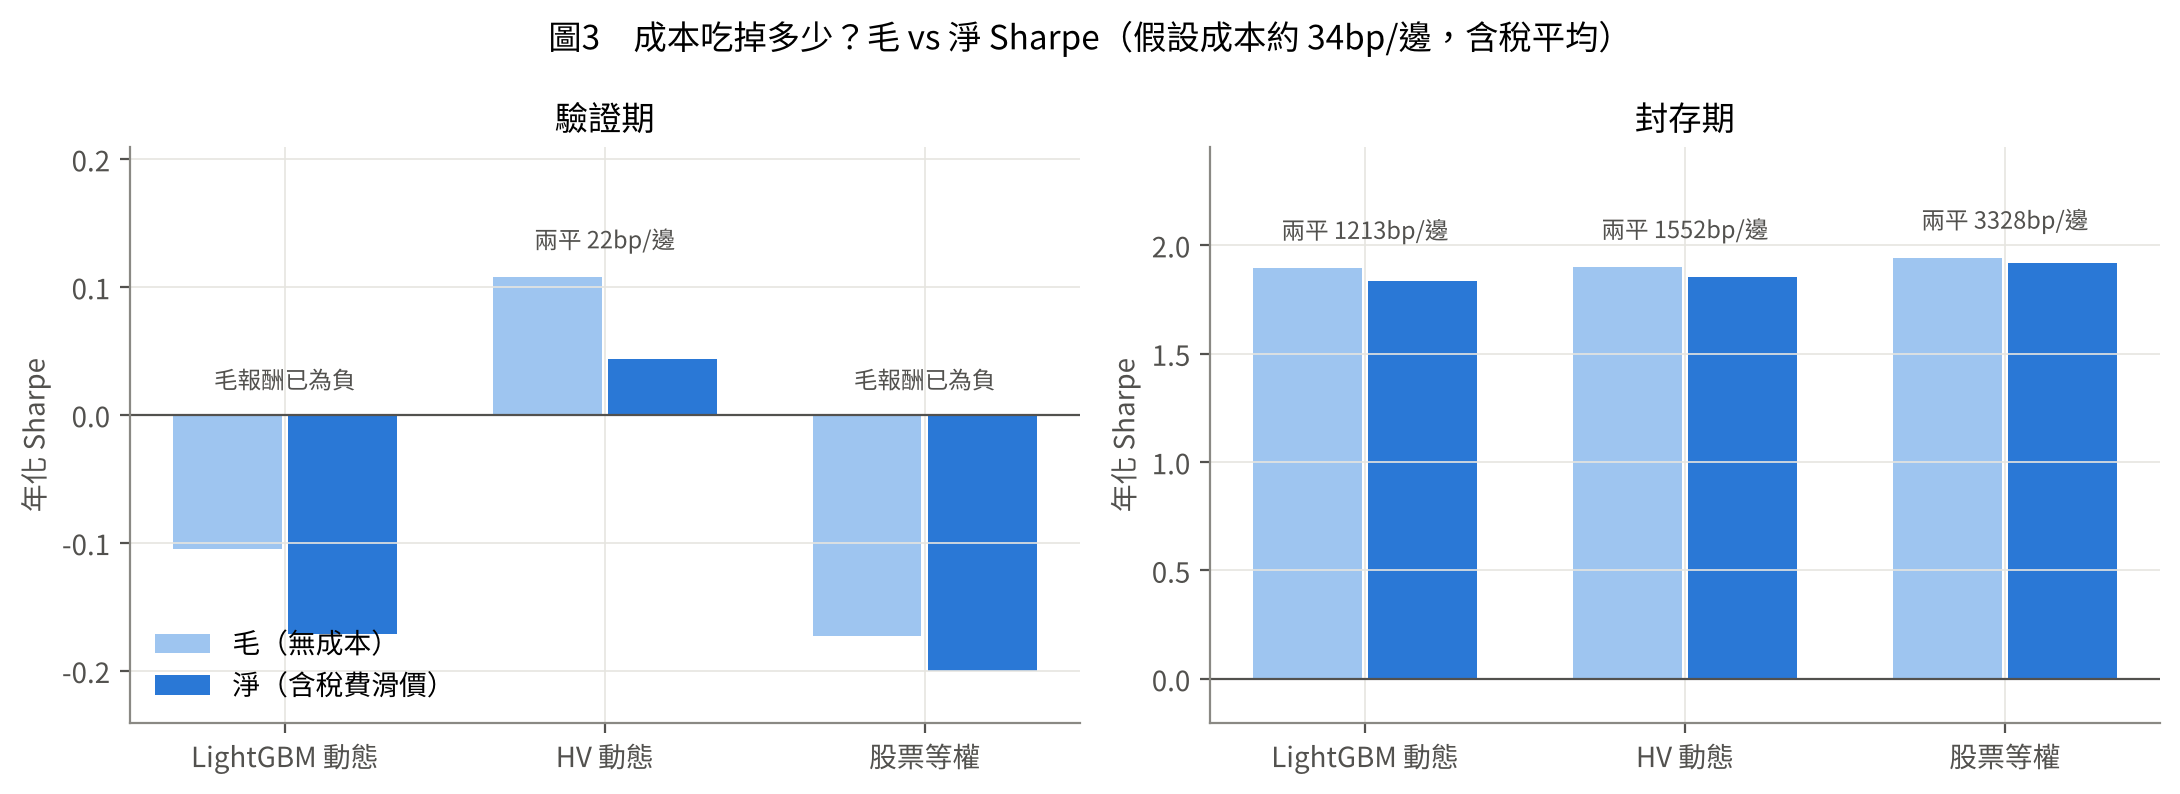 圖3　成本吃掉多少？毛 vs 淨 Sharpe（假設成本約 34bp/邊，含稅平均）
驗證期
年化 Sharpe
0.2
0.1
0.0
-0.1
-0.2
毛報酬已為負
兩平 22bp/邊
毛報酬已為負
毛（無成本）
淨（含稅費滑價）
LightGBM 動態
HV 動態
股票等權
封存期
年化 Sharpe
2.0
1.5
1.0
0.5
0.0
兩平 1213bp/邊
兩平 1552bp/邊
兩平 3328bp/邊
LightGBM 動態
HV 動態
股票等權